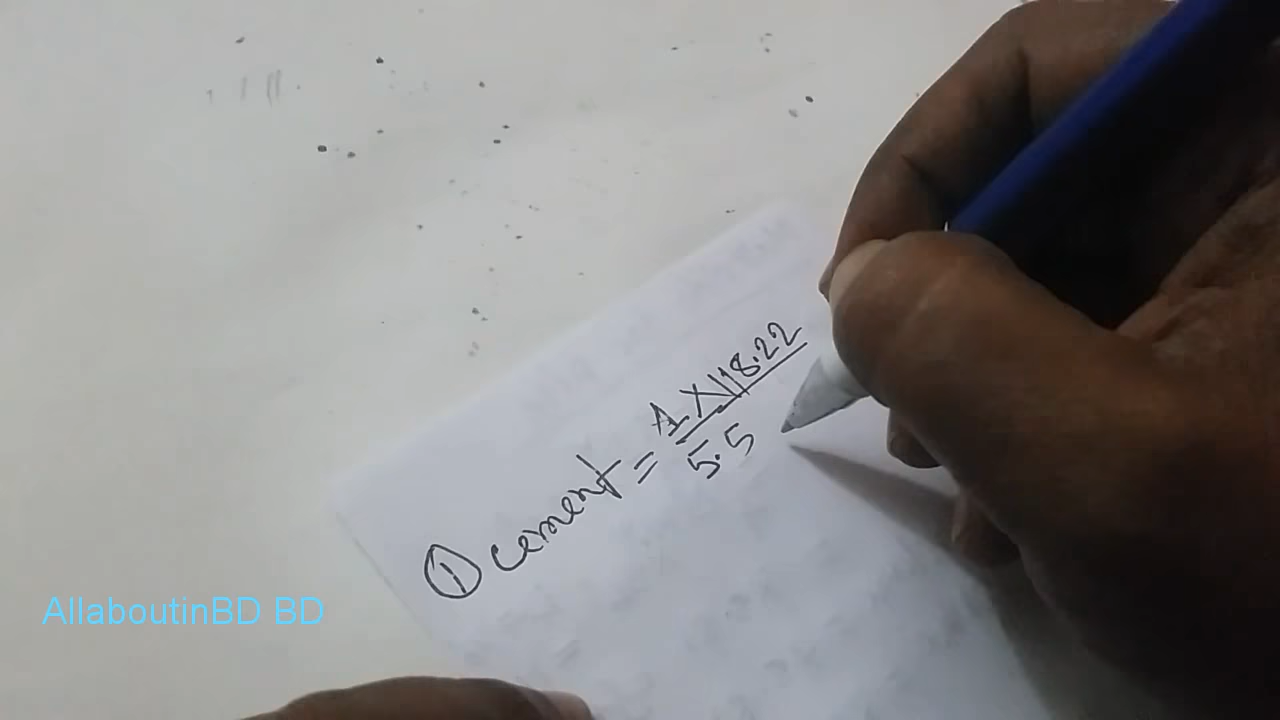 ① cement = 1 X 118.22
5.5
AllaboutinBD BD